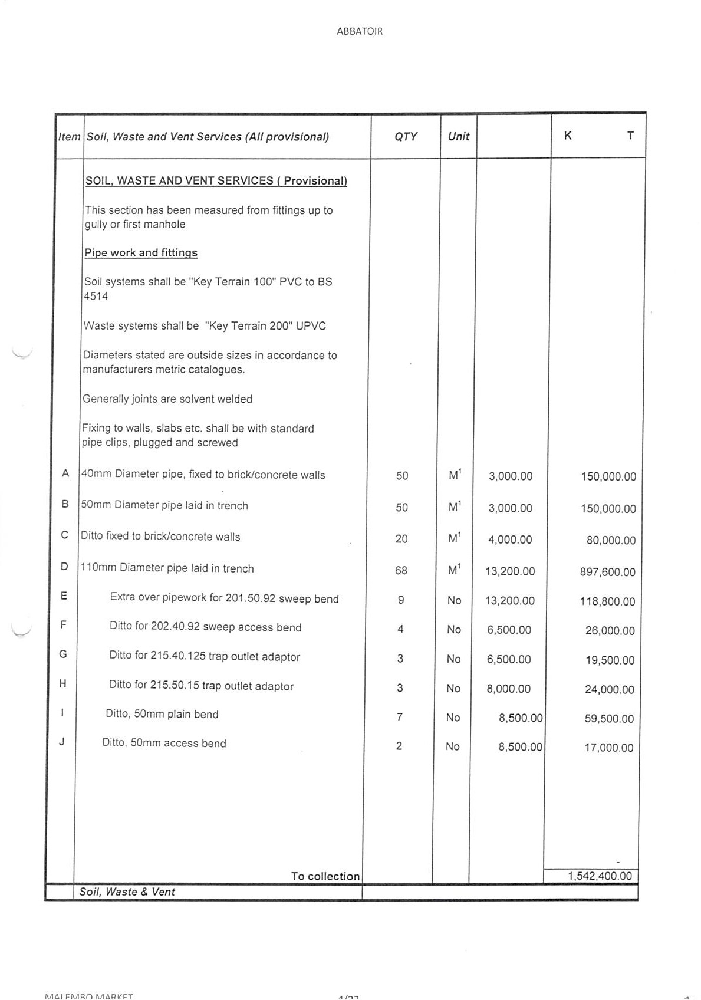 ABBATOIR
Item Soil, Waste and Vent Services (All provisional) QTY Unit K T
SOIL, WASTE AND VENT SERVICES ( Provisional)
This section has been measured from fittings up to
gully or first manhole
Pipe work and fittings
Soil systems shall be "Key Terrain 100" PVC to BS
4514
Waste systems shall be "Key Terrain 200" UPVC
Diameters stated are outside sizes in accordance to
manufacturers metric catalogues.
Generally joints are solvent welded
Fixing to walls, slabs etc. shall be with standard
pipe clips, plugged and screwed
A 40mm Diameter pipe, fixed to brick/concrete walls 50 M¹ 3,000.00 150,000.00
B 50mm Diameter pipe laid in trench 50 M¹ 3,000.00 150,000.00
C Ditto fixed to brick/concrete walls 20 M¹ 4,000.00 80,000.00
D 110mm Diameter pipe laid in trench 68 M¹ 13,200.00 897,600.00
E Extra over pipework for 201.50.92 sweep bend 9 No 13,200.00 118,800.00
F Ditto for 202.40.92 sweep access bend 4 No 6,500.00 26,000.00
G Ditto for 215.40.125 trap outlet adaptor 3 No 6,500.00 19,500.00
H Ditto for 215.50.15 trap outlet adaptor 3 No 8,000.00 24,000.00
I Ditto, 50mm plain bend 7 No 8,500.00 59,500.00
J Ditto, 50mm access bend 2 No 8,500.00 17,000.00
-
To collection 1,542,400.00
Soil, Waste & Vent
MALEMBO MARKET 4/27